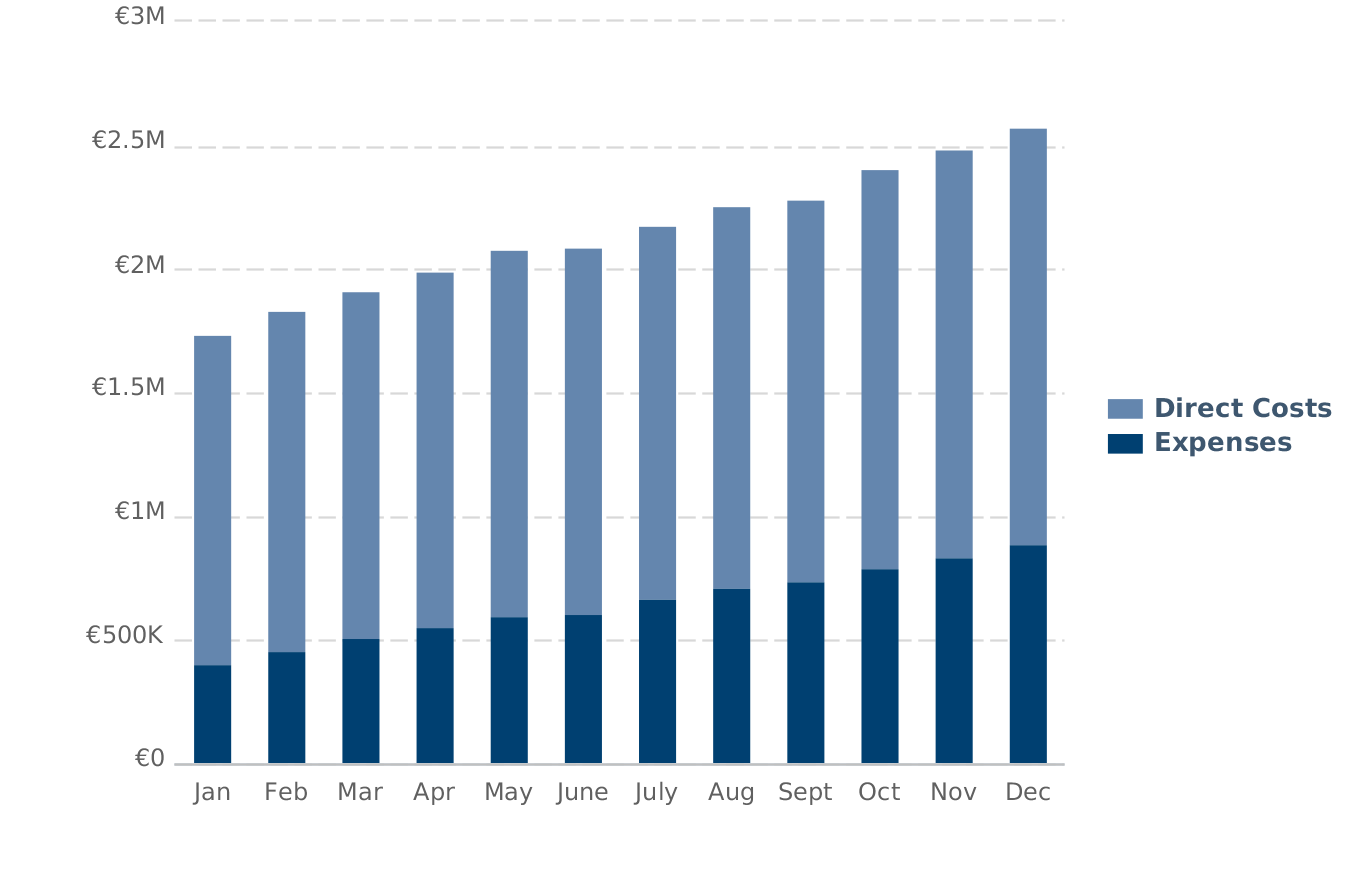 €3M
€2.5M
€2M
€1.5M
€1M
€500K
€0
Jan Feb Mar Apr May June July Aug Sept Oct Nov Dec
Direct Costs
Expenses